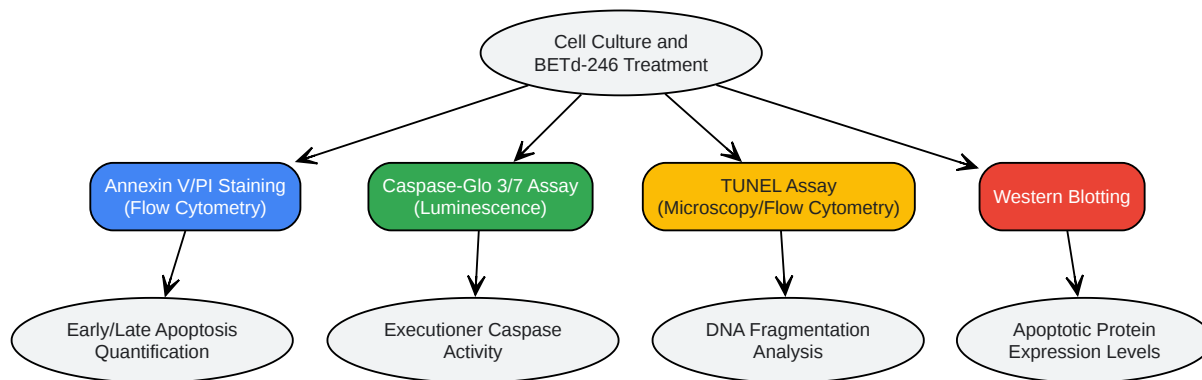 Cell Culture and
BETd-246 Treatment
Annexin V/PI Staining
(Flow Cytometry)
Caspase-Glo 3/7 Assay
(Luminescence)
TUNEL Assay
(Microscopy/Flow Cytometry)
Western Blotting
Early/Late Apoptosis
Quantification
Executioner Caspase
Activity
DNA Fragmentation
Analysis
Apoptotic Protein
Expression Levels